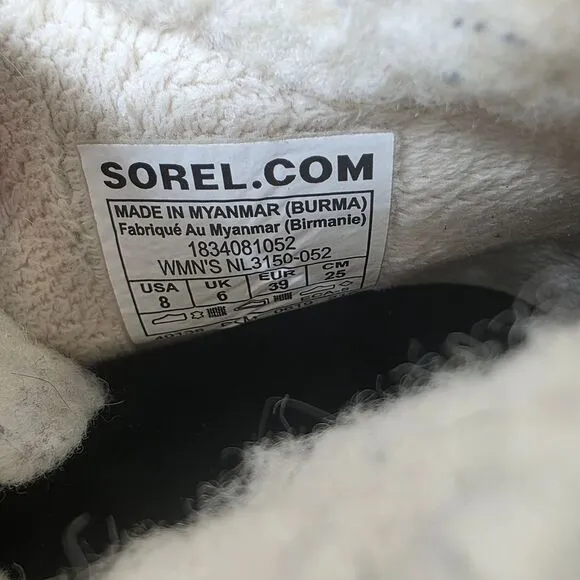 SOREL.COM
MADE IN MYANMAR (BURMA)
Fabriqué Au Myanmar (Birmanie)
1834081052
WMN'S NL3150-052
USA UK EUR CM
8 6 39 25